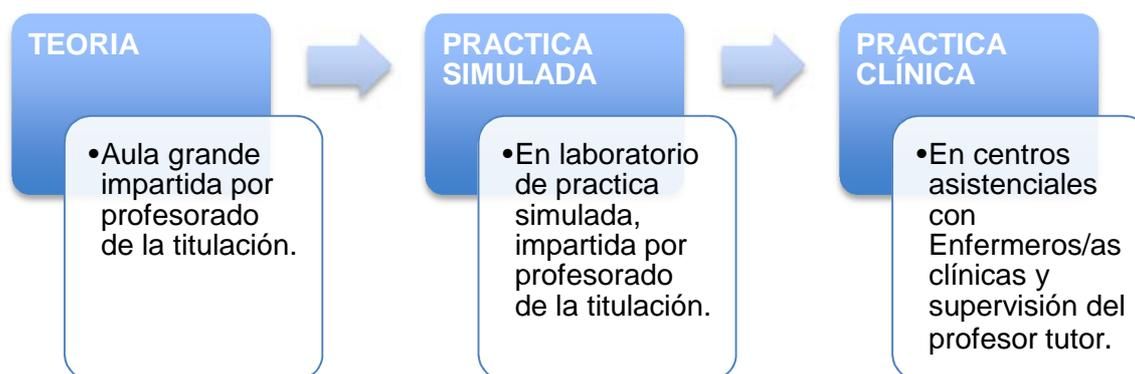 TEORIA
•Aula grande
impartida por
profesorado
de la titulación.
PRACTICA
SIMULADA
•En laboratorio
de practica
simulada,
impartida por
profesorado
de la titulación.
PRACTICA
CLÍNICA
•En centros
asistenciales
con
Enfermeros/as
clínicas y
supervisión del
profesor tutor.